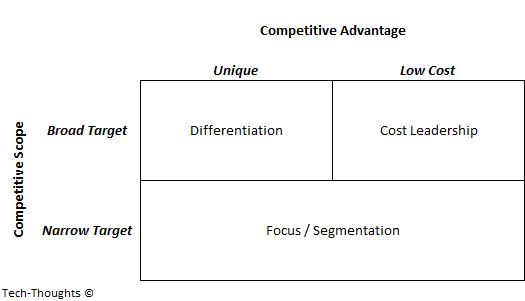 Competitive Advantage
Unique
Low Cost
Competitive Scope
Broad Target
Differentiation
Cost Leadership
Narrow Target
Focus / Segmentation
Tech-Thoughts ©